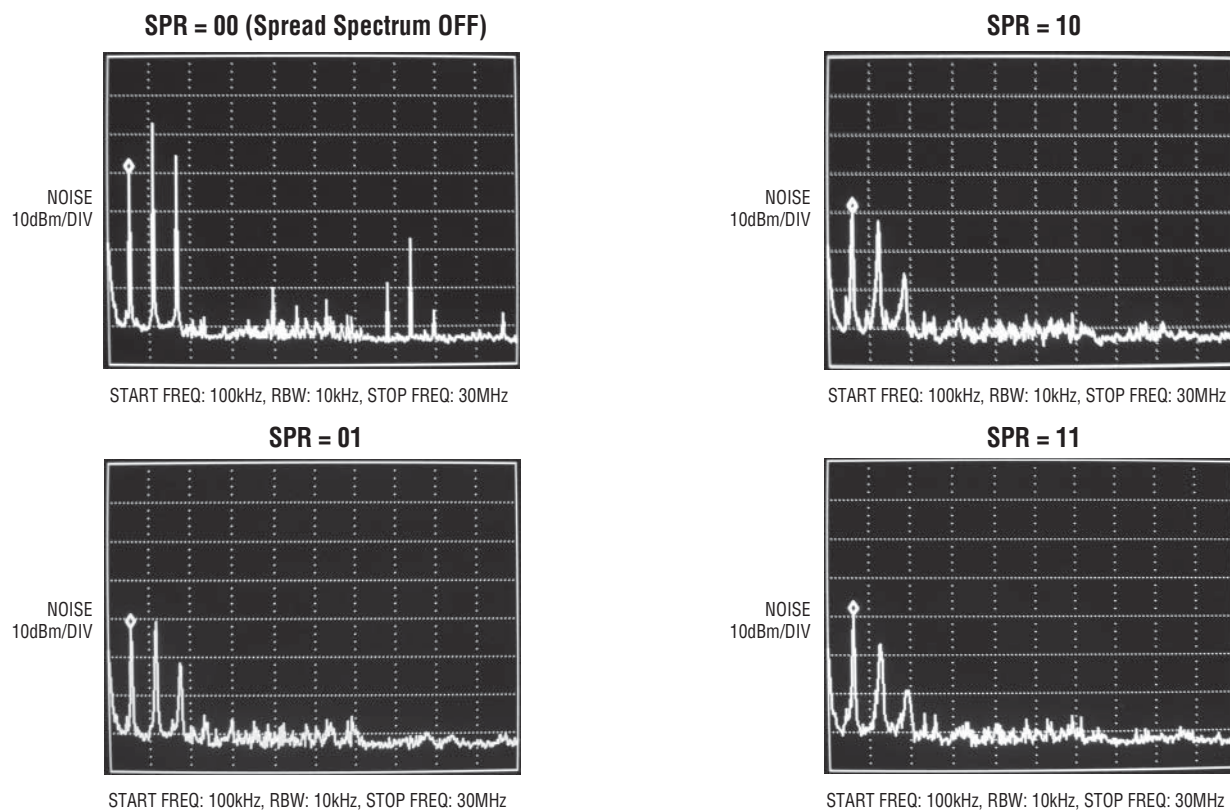 SPR = 00 (Spread Spectrum OFF)
NOISE
10dBm/DIV
START FREQ: 100kHz, RBW: 10kHz, STOP FREQ: 30MHz
SPR = 10
NOISE
10dBm/DIV
START FREQ: 100kHz, RBW: 10kHz, STOP FREQ: 30MHz
SPR = 01
NOISE
10dBm/DIV
START FREQ: 100kHz, RBW: 10kHz, STOP FREQ: 30MHz
SPR = 11
NOISE
10dBm/DIV
START FREQ: 100kHz, RBW: 10kHz, STOP FREQ: 30MHz